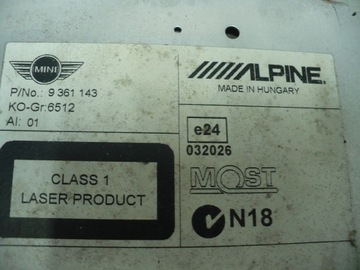 MINI
P/No.: 9 361 143
KO-Gr:6512
AI: 01
CLASS 1
LASER PRODUCT
ALPINE
MADE IN HUNGARY
e24
032026
MOST
N18